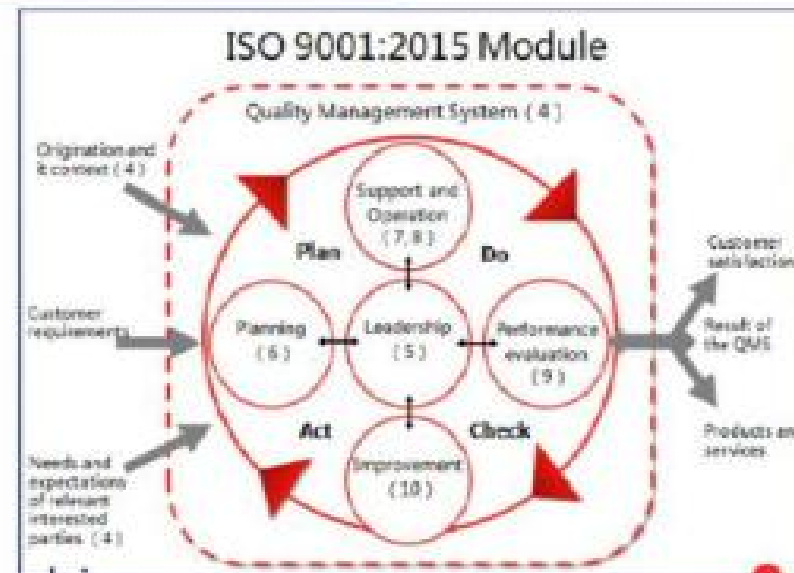 ISO 9001:2015 Module
Quality Management System ( 4 )
Origination and
it context ( 4 )
Support and
Operation
( 7, 8 )
Plan
Do
Customer
satisfaction
Customer
requirements
Planning
( 6 )
Leadership
( 5 )
Performance
evaluation
( 9 )
Result of
the QMS
Act
Check
Products an
services
Improvement
( 10 )
Needs and
expectations
of relevant
interested
parties ( 4 )